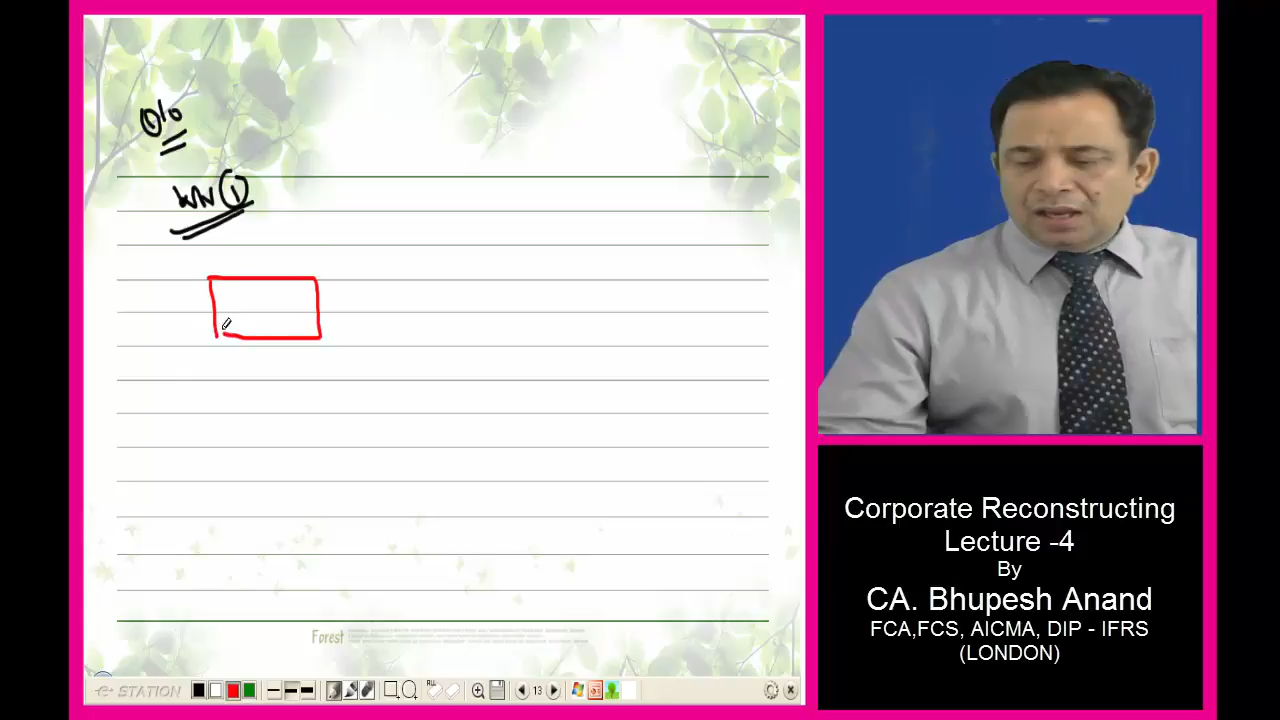 WN (1)
Forest
e-STATION
13
Corporate Reconstructing
Lecture -4
By
CA. Bhupesh Anand
FCA,FCS, AICMA, DIP - IFRS
(LONDON)